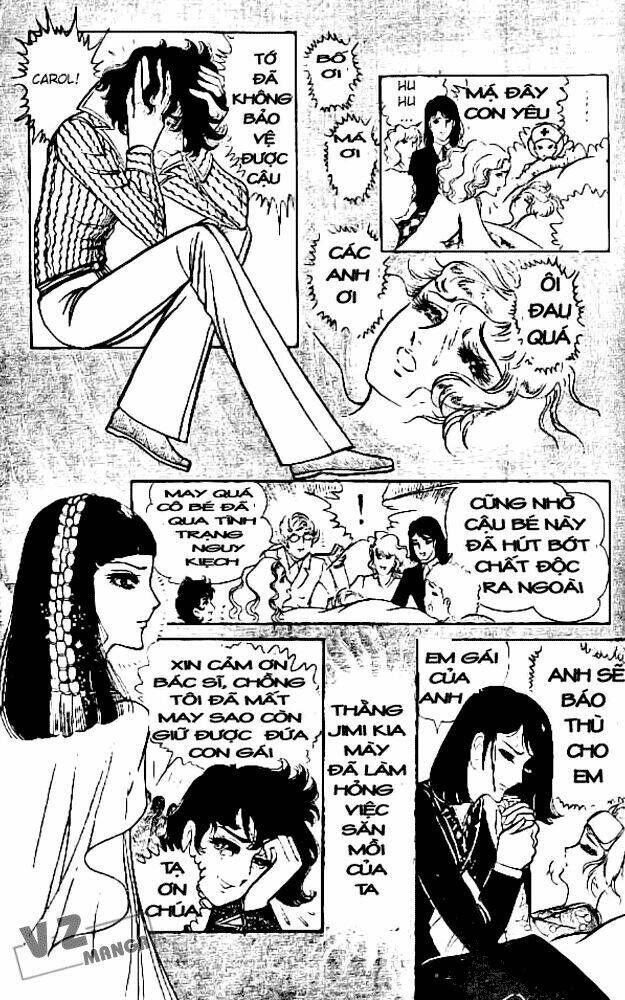 CAROL!
TỚ
ĐÃ
KHÔNG
BẢO
VỆ
ĐƯỢC
CẬU
BỐ
ƠI
MÁ
ƠI
CÁC
ANH
ƠI
HU
HU
MẠ ĐÂY
CON YÊU
ÔI
ĐAU
QUÁ
MAY QUÁ
CÔ BÉ ĐÃ
QUA TÌNH
TRẠNG
NGUY
KIỆCH
!
CŨNG NHỜ
CẬU BÉ NÀY
ĐÃ HÚT BỚT
CHẤT ĐỘC
RA NGOÀI
XIN CẢM ƠN
BÁC SĨ, CHỒNG
TÔI ĐÃ MẤT
MAY SAO CÒN
GIỮ ĐƯỢC ĐỨA
CON GÁI
TẠ
ƠN
CHÚA
THẰNG
JIMI KIA
MÀY
ĐÃ LÀM
HỎNG
VIỆC
SĂN
MỒI
CỦA
TA
EM GÁI
CỦA
ANH
ANH SẼ
BÁO
THÙ
CHO
EM
VZ
MANGA